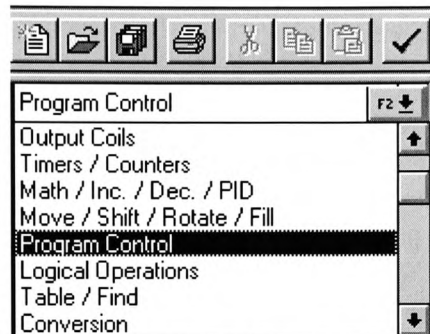 Program Control
F2
Output Coils
Timers / Counters
Math / Inc. / Dec. / PID
Move / Shift / Rotate / Fill
Program Control
Logical Operations
Table / Find
Conversion